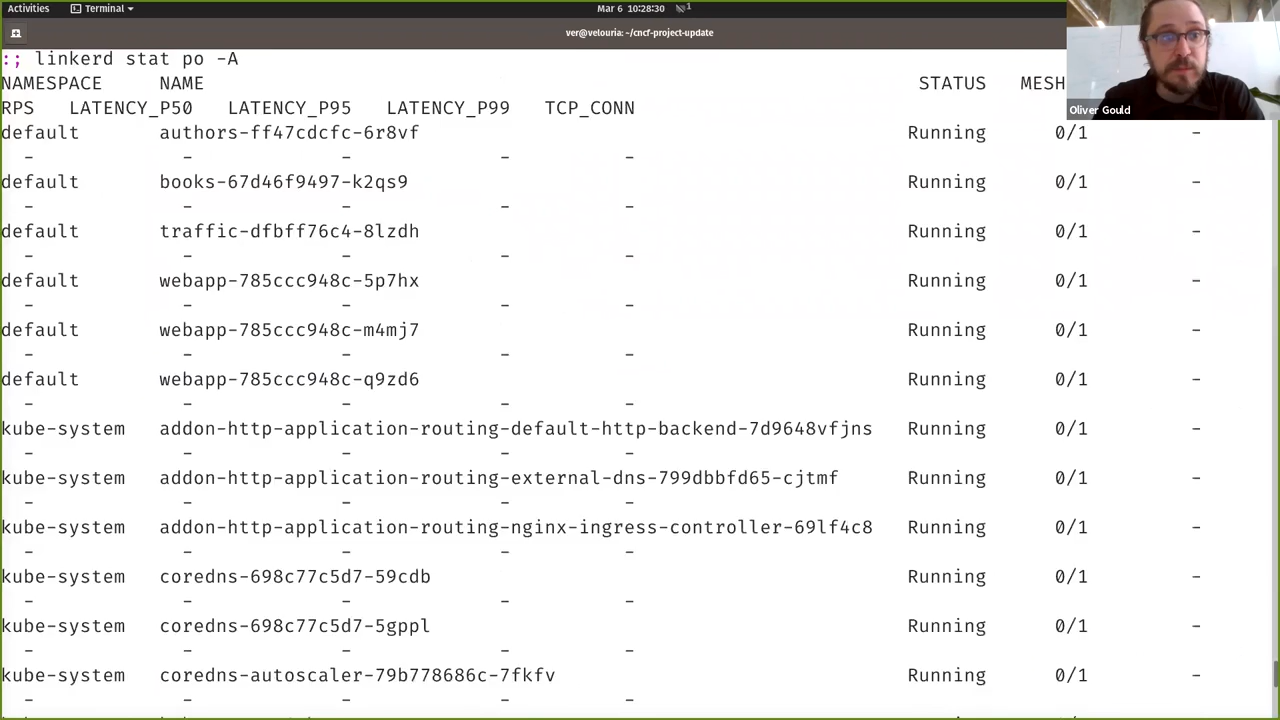 Activities Terminal Mar 6 10:28:30 1
ver@velouria: ~/cncf-project-update
Oliver Gould
:; linkerd stat po -A
NAMESPACE NAME STATUS MESH
RPS LATENCY_P50 LATENCY_P95 LATENCY_P99 TCP_CONN
default authors-ff47cdcfc-6r8vf Running 0/1 -
- - - - -
default books-67d46f9497-k2qs9 Running 0/1 -
- - - - -
default traffic-dfbff76c4-8lzdh Running 0/1 -
- - - - -
default webapp-785ccc948c-5p7hx Running 0/1 -
- - - - -
default webapp-785ccc948c-m4mj7 Running 0/1 -
- - - - -
default webapp-785ccc948c-q9zd6 Running 0/1 -
- - - - -
kube-system addon-http-application-routing-default-http-backend-7d9648vfjns Running 0/1 -
- - - - -
kube-system addon-http-application-routing-external-dns-799dbbfd65-cjtmf Running 0/1 -
- - - - -
kube-system addon-http-application-routing-nginx-ingress-controller-69lf4c8 Running 0/1 -
- - - - -
kube-system coredns-698c77c5d7-59cdb Running 0/1 -
- - - - -
kube-system coredns-698c77c5d7-5gppl Running 0/1 -
- - - - -
kube-system coredns-autoscaler-79b778686c-7fkfv Running 0/1 -
- - - - -